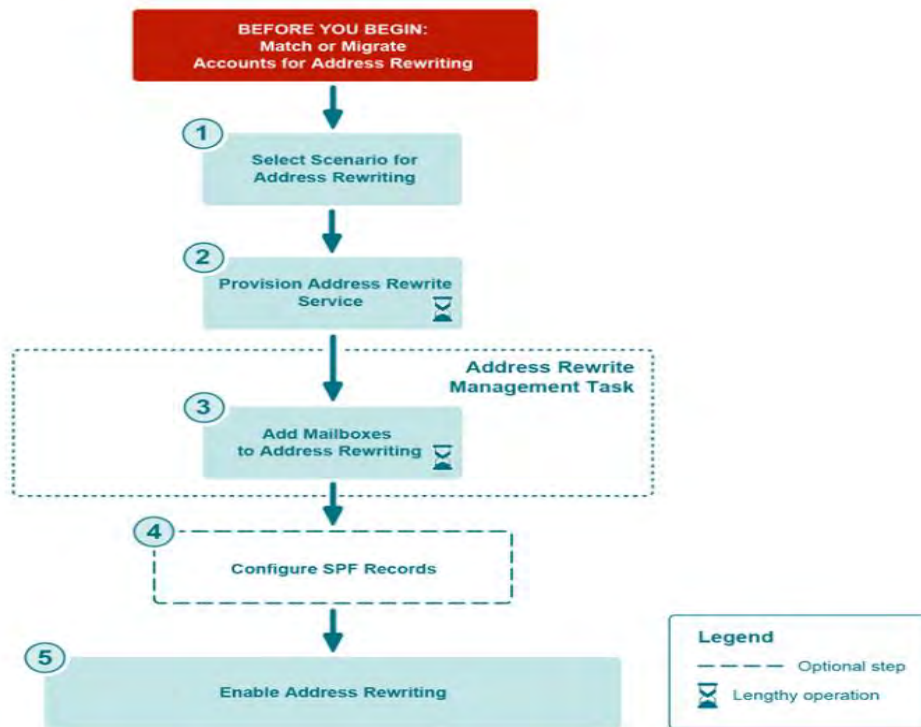 BEFORE YOU BEGIN:
Match or Migrate
Accounts for Address Rewriting
1
Select Scenario for
Address Rewriting
2
Provision Address Rewrite
Service
Address Rewrite
Management Task
3
Add Mailboxes
to Address Rewriting
4
Configure SPF Records
5
Enable Address Rewriting
Legend
Optional step
Lengthy operation